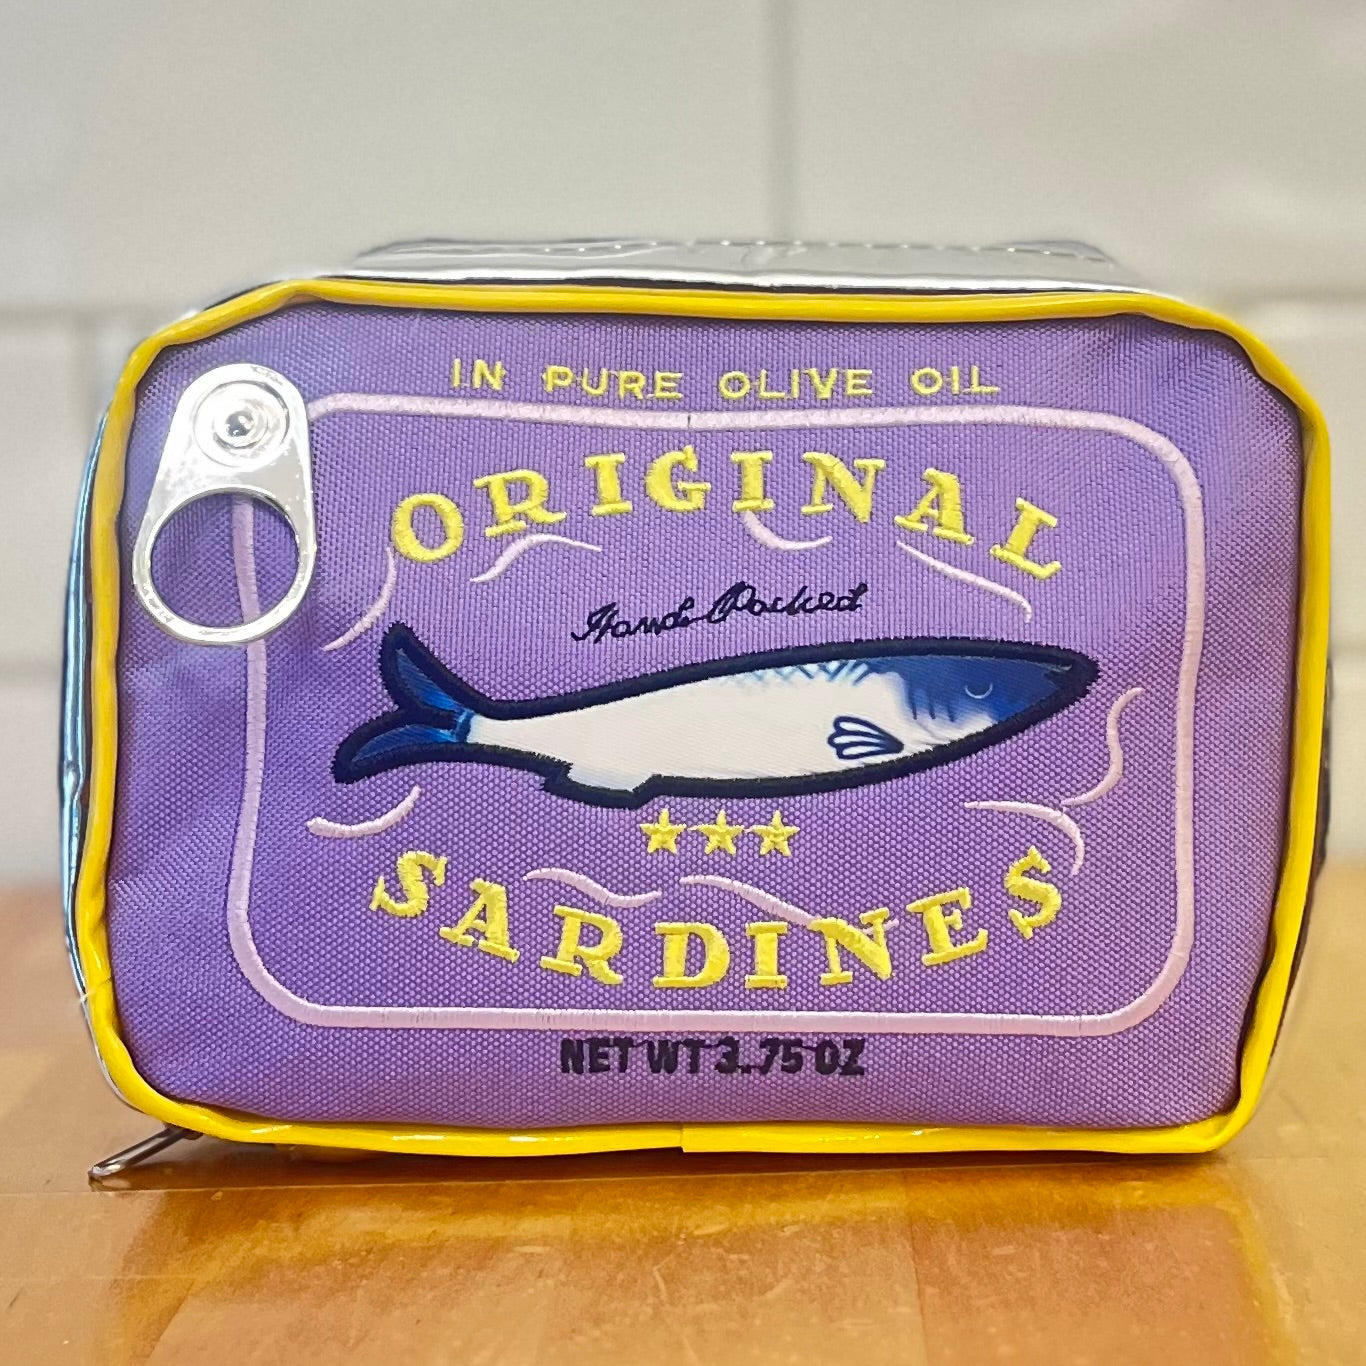 IN PURE OLIVE OIL
ORIGINAL
Hand Packed
SARDINES
NET WT 3.75 OZ